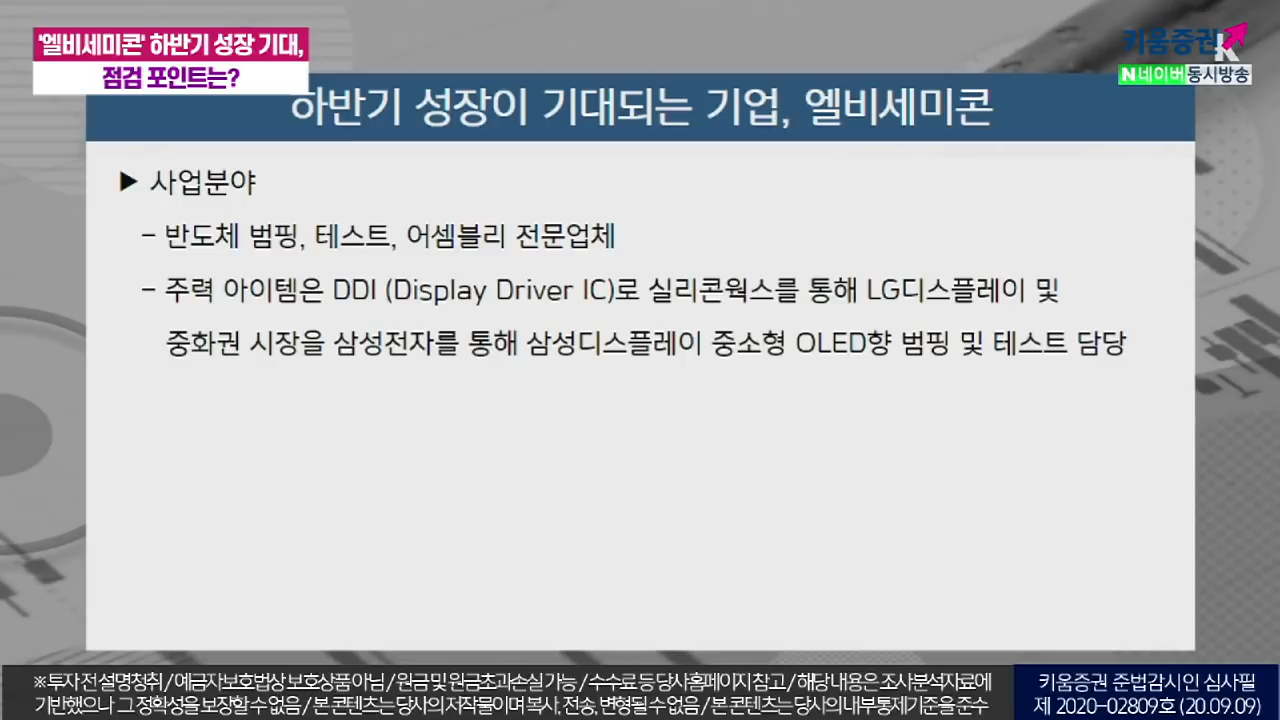 '엘비세미콘' 하반기 성장 기대,
점검 포인트는?
키움증권
N네이버 동시방송
하반기 성장이 기대되는 기업, 엘비세미콘
▶ 사업분야
- 반도체 범핑, 테스트, 어셈블리 전문업체
- 주력 아이템은 DDI (Display Driver IC)로 실리콘웍스를 통해 LG디스플레이 및
중화권 시장을 삼성전자를 통해 삼성디스플레이 중소형 OLED향 범핑 및 테스트 담당
※ 투자 전 설명청취 / 예금자보호법상 보호상품 아님 / 원금 및 원금초과손실 가능 / 수수료 등 당사홈페이지 참고 / 해당 내용은 조사분석자료에
기반했으나 그 정확성을 보장할 수 없음 / 본 콘텐츠는 당사의 저작물이며 복사, 전송, 변형될 수 없음 / 본 콘텐츠는 당사의 내부통제기준을 준수
키움증권 준법감시인 심사필
제 2020-02809호 (20.09.09)